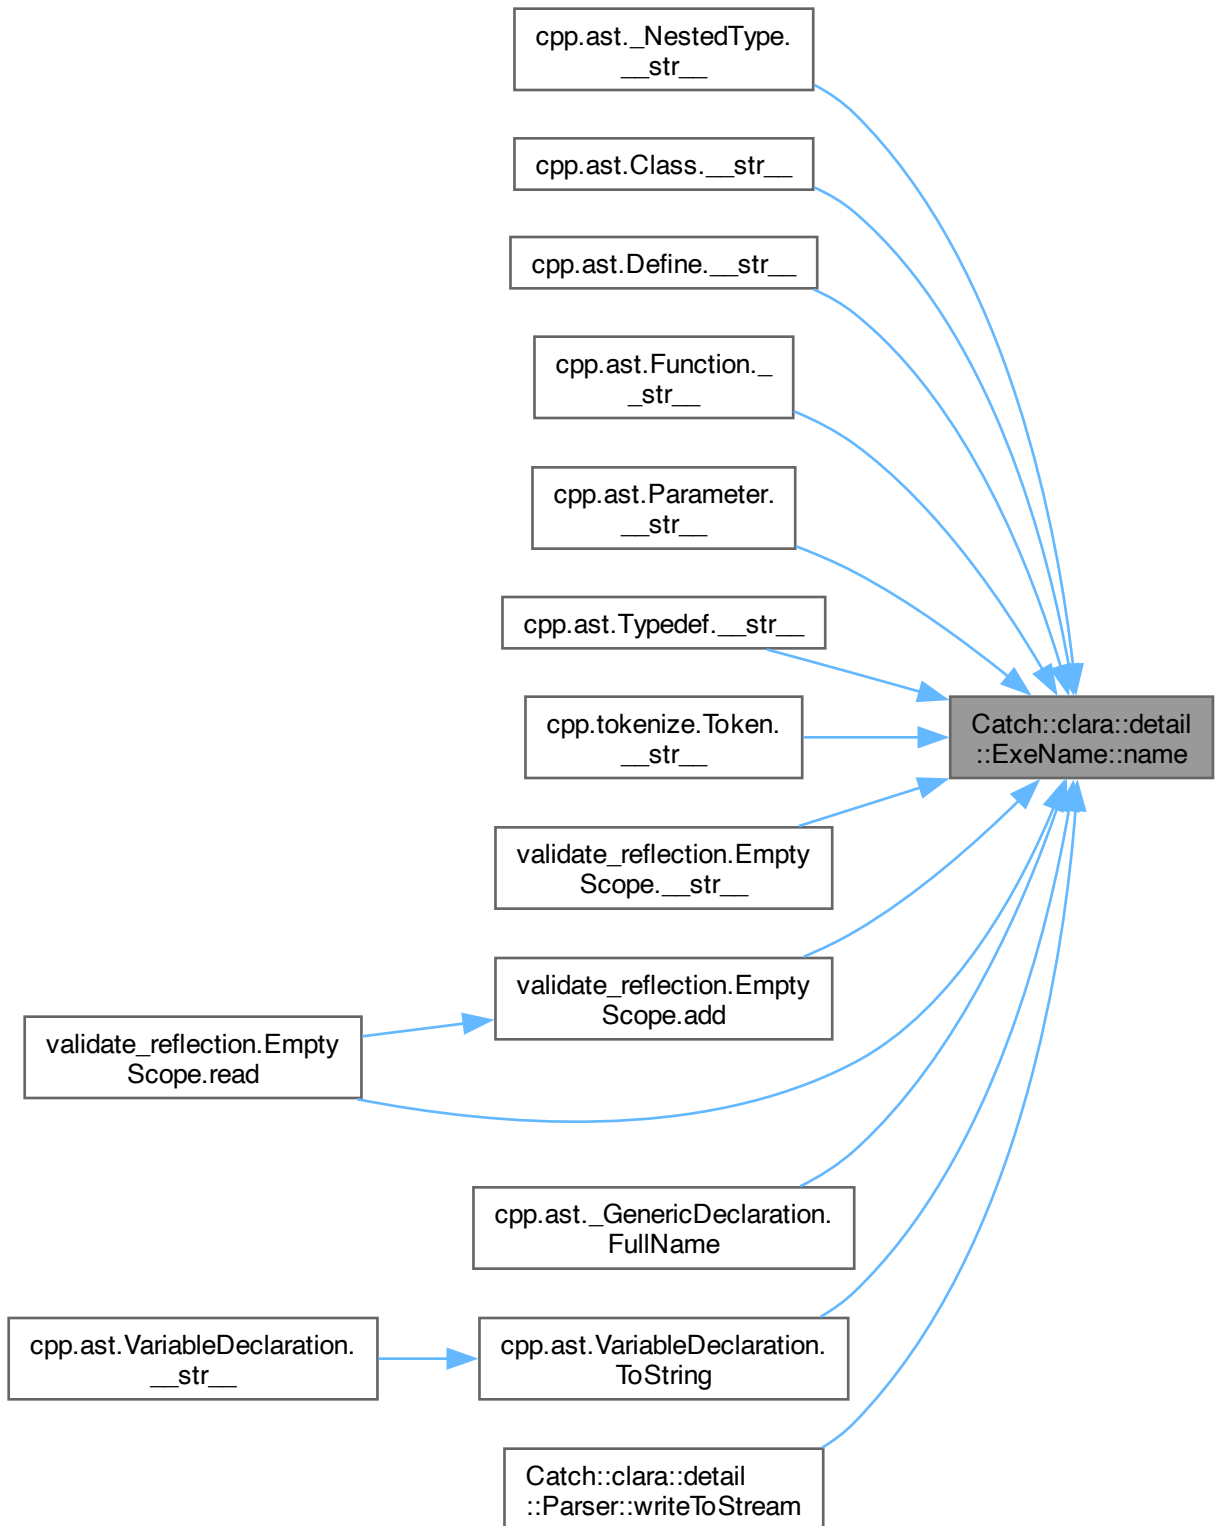 cpp.ast._NestedType.
__str__
cpp.ast.Class.__str__
cpp.ast.Define.__str__
cpp.ast.Function._
_str__
cpp.ast.Parameter.
__str__
cpp.ast.Typedef.__str__
cpp.tokenize.Token.
__str__
Catch::clara::detail
::ExeName::name
validate_reflection.Empty
Scope.__str__
validate_reflection.Empty
Scope.add
validate_reflection.Empty
Scope.read
cpp.ast._GenericDeclaration.
FullName
cpp.ast.VariableDeclaration.
__str__
cpp.ast.VariableDeclaration.
ToString
Catch::clara::detail
::Parser::writeToStream